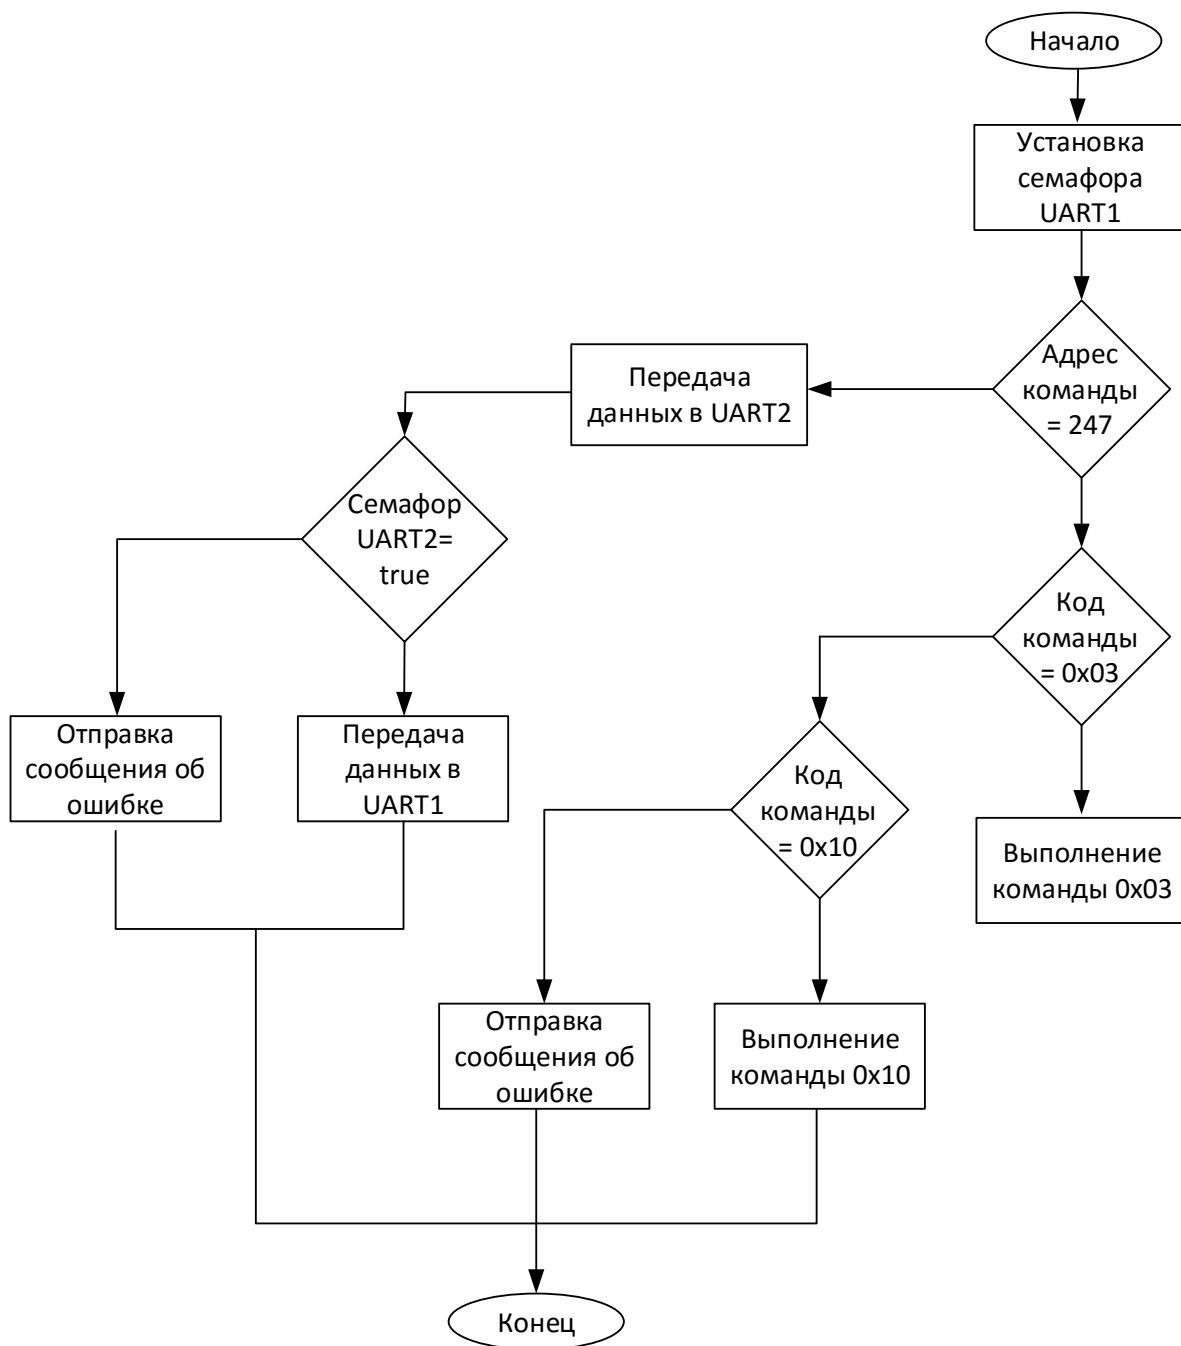 Начало
Установка
семафора
UART1
Адрес
команды
= 247
Передача
данных в UART2
Семафор
UART2=
true
Код
команды
= 0x03
Отправка
сообщения об
ошибке
Передача
данных в
UART1
Код
команды
= 0x10
Выполнение
команды 0x03
Отправка
сообщения об
ошибке
Выполнение
команды 0x10
Конец